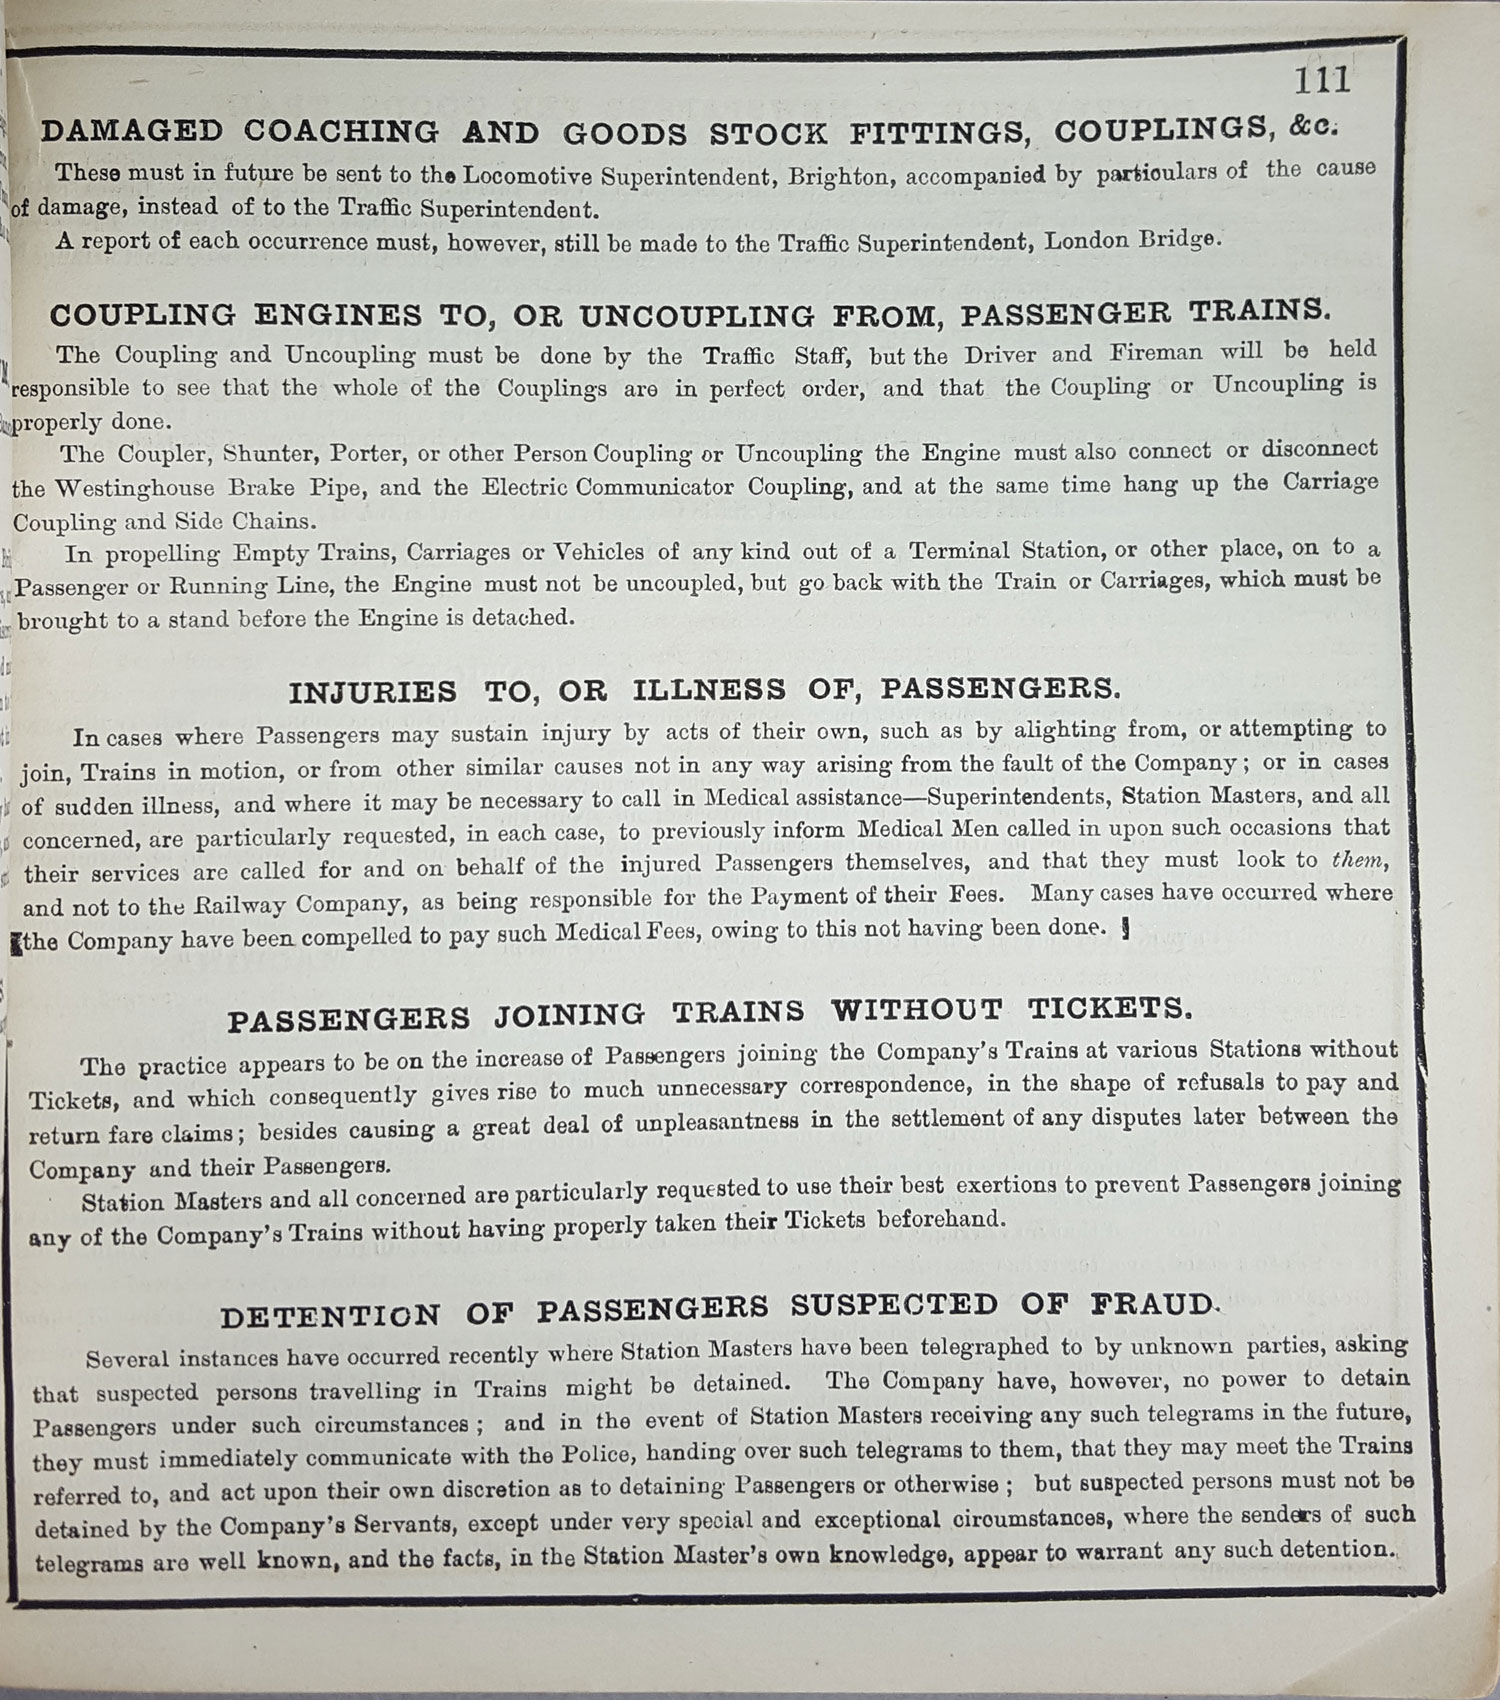 111
DAMAGED COACHING AND GOODS STOCK FITTINGS, COUPLINGS, &c.
These must in future be sent to the Locomotive Superintendent, Brighton, accompanied by particulars of the cause
of damage, instead of to the Traffic Superintendent.
A report of each occurrence must, however, still be made to the Traffic Superintendent, London Bridge.
COUPLING ENGINES TO, OR UNCOUPLING FROM, PASSENGER TRAINS.
The Coupling and Uncoupling must be done by the Traffic Staff, but the Driver and Fireman will be held
responsible to see that the whole of the Couplings are in perfect order, and that the Coupling or Uncoupling is
properly done.
The Coupler, Shunter, Porter, or other Person Coupling or Uncoupling the Engine must also connect or disconnect
the Westinghouse Brake Pipe, and the Electric Communicator Coupling, and at the same time hang up the Carriage
Coupling and Side Chains.
In propelling Empty Trains, Carriages or Vehicles of any kind out of a Terminal Station, or other place, on to a
Passenger or Running Line, the Engine must not be uncoupled, but go back with the Train or Carriages, which must be
brought to a stand before the Engine is detached.
INJURIES TO, OR ILLNESS OF, PASSENGERS.
In cases where Passengers may sustain injury by acts of their own, such as by alighting from, or attempting to
join, Trains in motion, or from other similar causes not in any way arising from the fault of the Company; or in cases
of sudden illness, and where it may be necessary to call in Medical assistance—Superintendents, Station Masters, and all
concerned, are particularly requested, in each case, to previously inform Medical Men called in upon such occasions that
their services are called for and on behalf of the injured Passengers themselves, and that they must look to them,
and not to the Railway Company, as being responsible for the Payment of their Fees. Many cases have occurred where
the Company have been compelled to pay such Medical Fees, owing to this not having been done.
PASSENGERS JOINING TRAINS WITHOUT TICKETS.
The practice appears to be on the increase of Passengers joining the Company's Trains at various Stations without
Tickets, and which consequently gives rise to much unnecessary correspondence, in the shape of refusals to pay and
return fare claims; besides causing a great deal of unpleasantness in the settlement of any disputes later between the
Company and their Passengers.
Station Masters and all concerned are particularly requested to use their best exertions to prevent Passengers joining
any of the Company's Trains without having properly taken their Tickets beforehand.
DETENTION OF PASSENGERS SUSPECTED OF FRAUD.
Several instances have occurred recently where Station Masters have been telegraphed to by unknown parties, asking
that suspected persons travelling in Trains might be detained. The Company have, however, no power to detain
Passengers under such circumstances; and in the event of Station Masters receiving any such telegrams in the future,
they must immediately communicate with the Police, handing over such telegrams to them, that they may meet the Trains
referred to, and act upon their own discretion as to detaining Passengers or otherwise; but suspected persons must not be
detained by the Company's Servants, except under very special and exceptional circumstances, where the senders of such
telegrams are well known, and the facts, in the Station Master's own knowledge, appear to warrant any such detention.